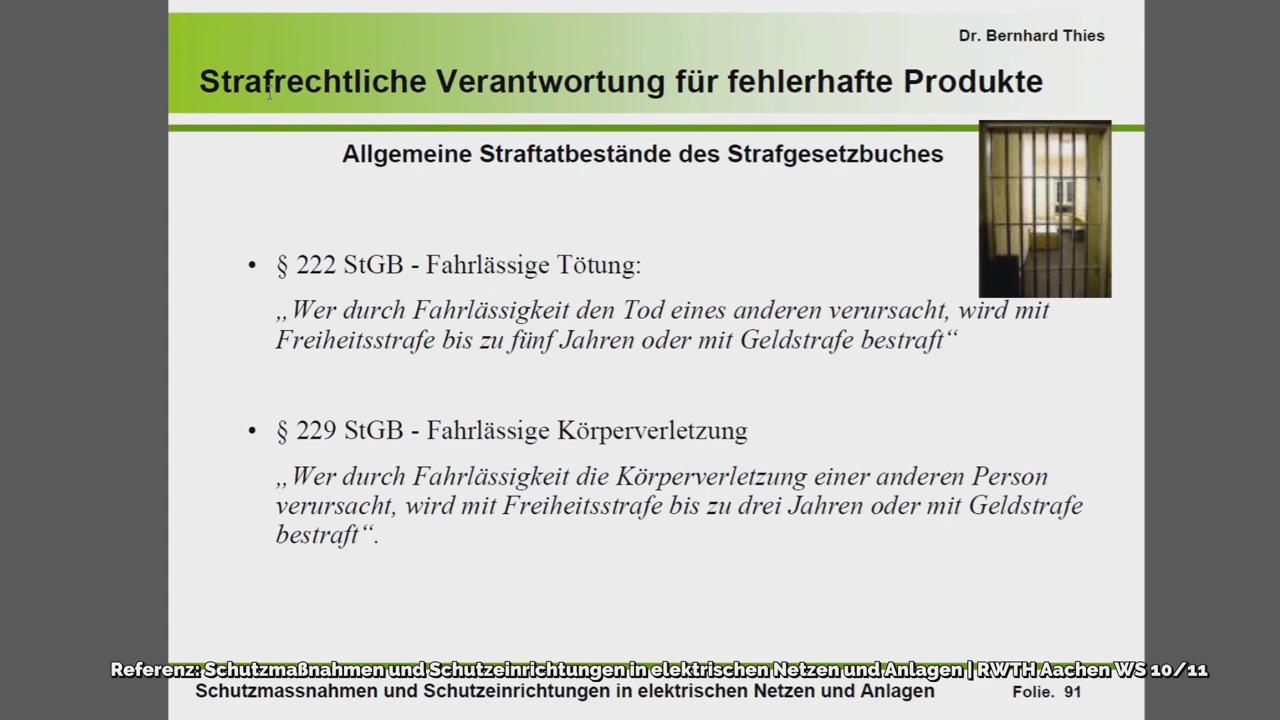 Dr. Bernhard Thies
Strafrechtliche Verantwortung für fehlerhafte Produkte
Allgemeine Straftatbestände des Strafgesetzbuches
• § 222 StGB - Fahrlässige Tötung:
„Wer durch Fahrlässigkeit den Tod eines anderen verursacht, wird mit
Freiheitsstrafe bis zu fünf Jahren oder mit Geldstrafe bestraft“
• § 229 StGB - Fahrlässige Körperverletzung
„Wer durch Fahrlässigkeit die Körperverletzung einer anderen Person
verursacht, wird mit Freiheitsstrafe bis zu drei Jahren oder mit Geldstrafe
bestraft“.
Referenz: Schutzmaßnahmen und Schutzeinrichtungen in elektrischen Netzen und Anlagen | RWTH Aachen WS 10/11
Schutzmassnahmen und Schutzeinrichtungen in elektrischen Netzen und Anlagen
Folie. 91